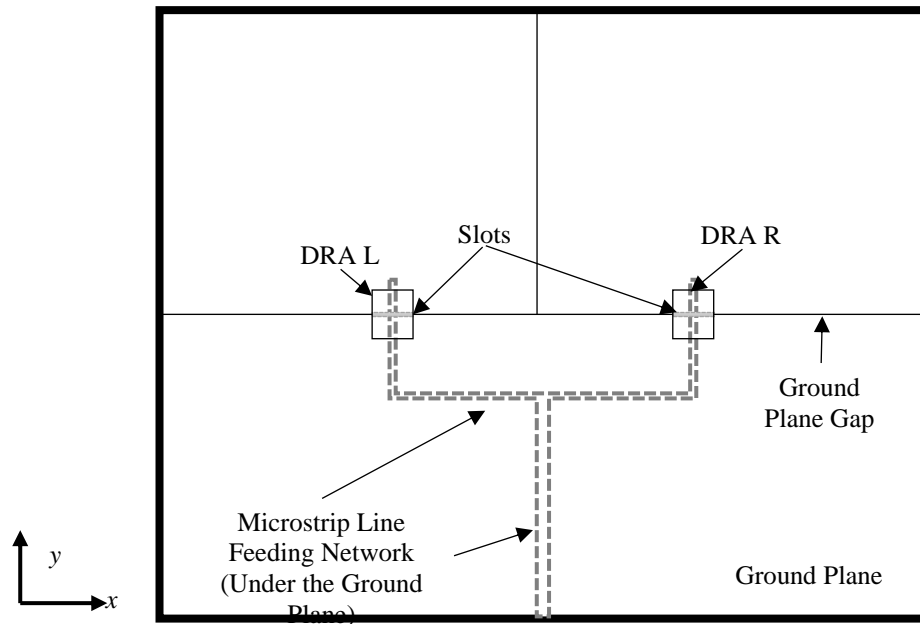 Slots
DRA R
DRA L
Ground
Plane Gap
Microstrip Line
Feeding Network
(Under the Ground
Plane)
Ground Plane
y
x